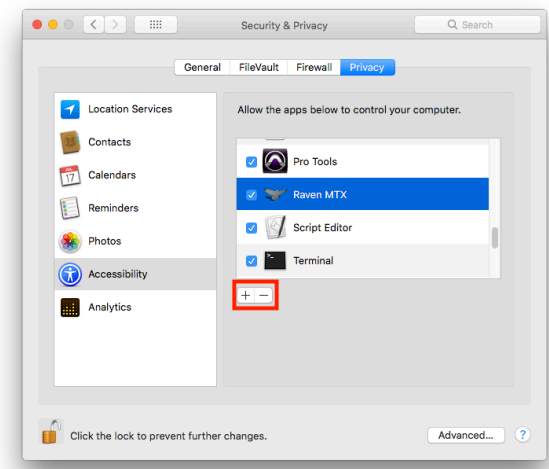 Security & Privacy
Search
General FileVault Firewall Privacy
Location Services
Contacts
Calendars
Reminders
Photos
Accessibility
Analytics
Allow the apps below to control your computer.
Pro Tools
Raven MTX
Script Editor
Terminal
+ −
Click the lock to prevent further changes.
Advanced... ?